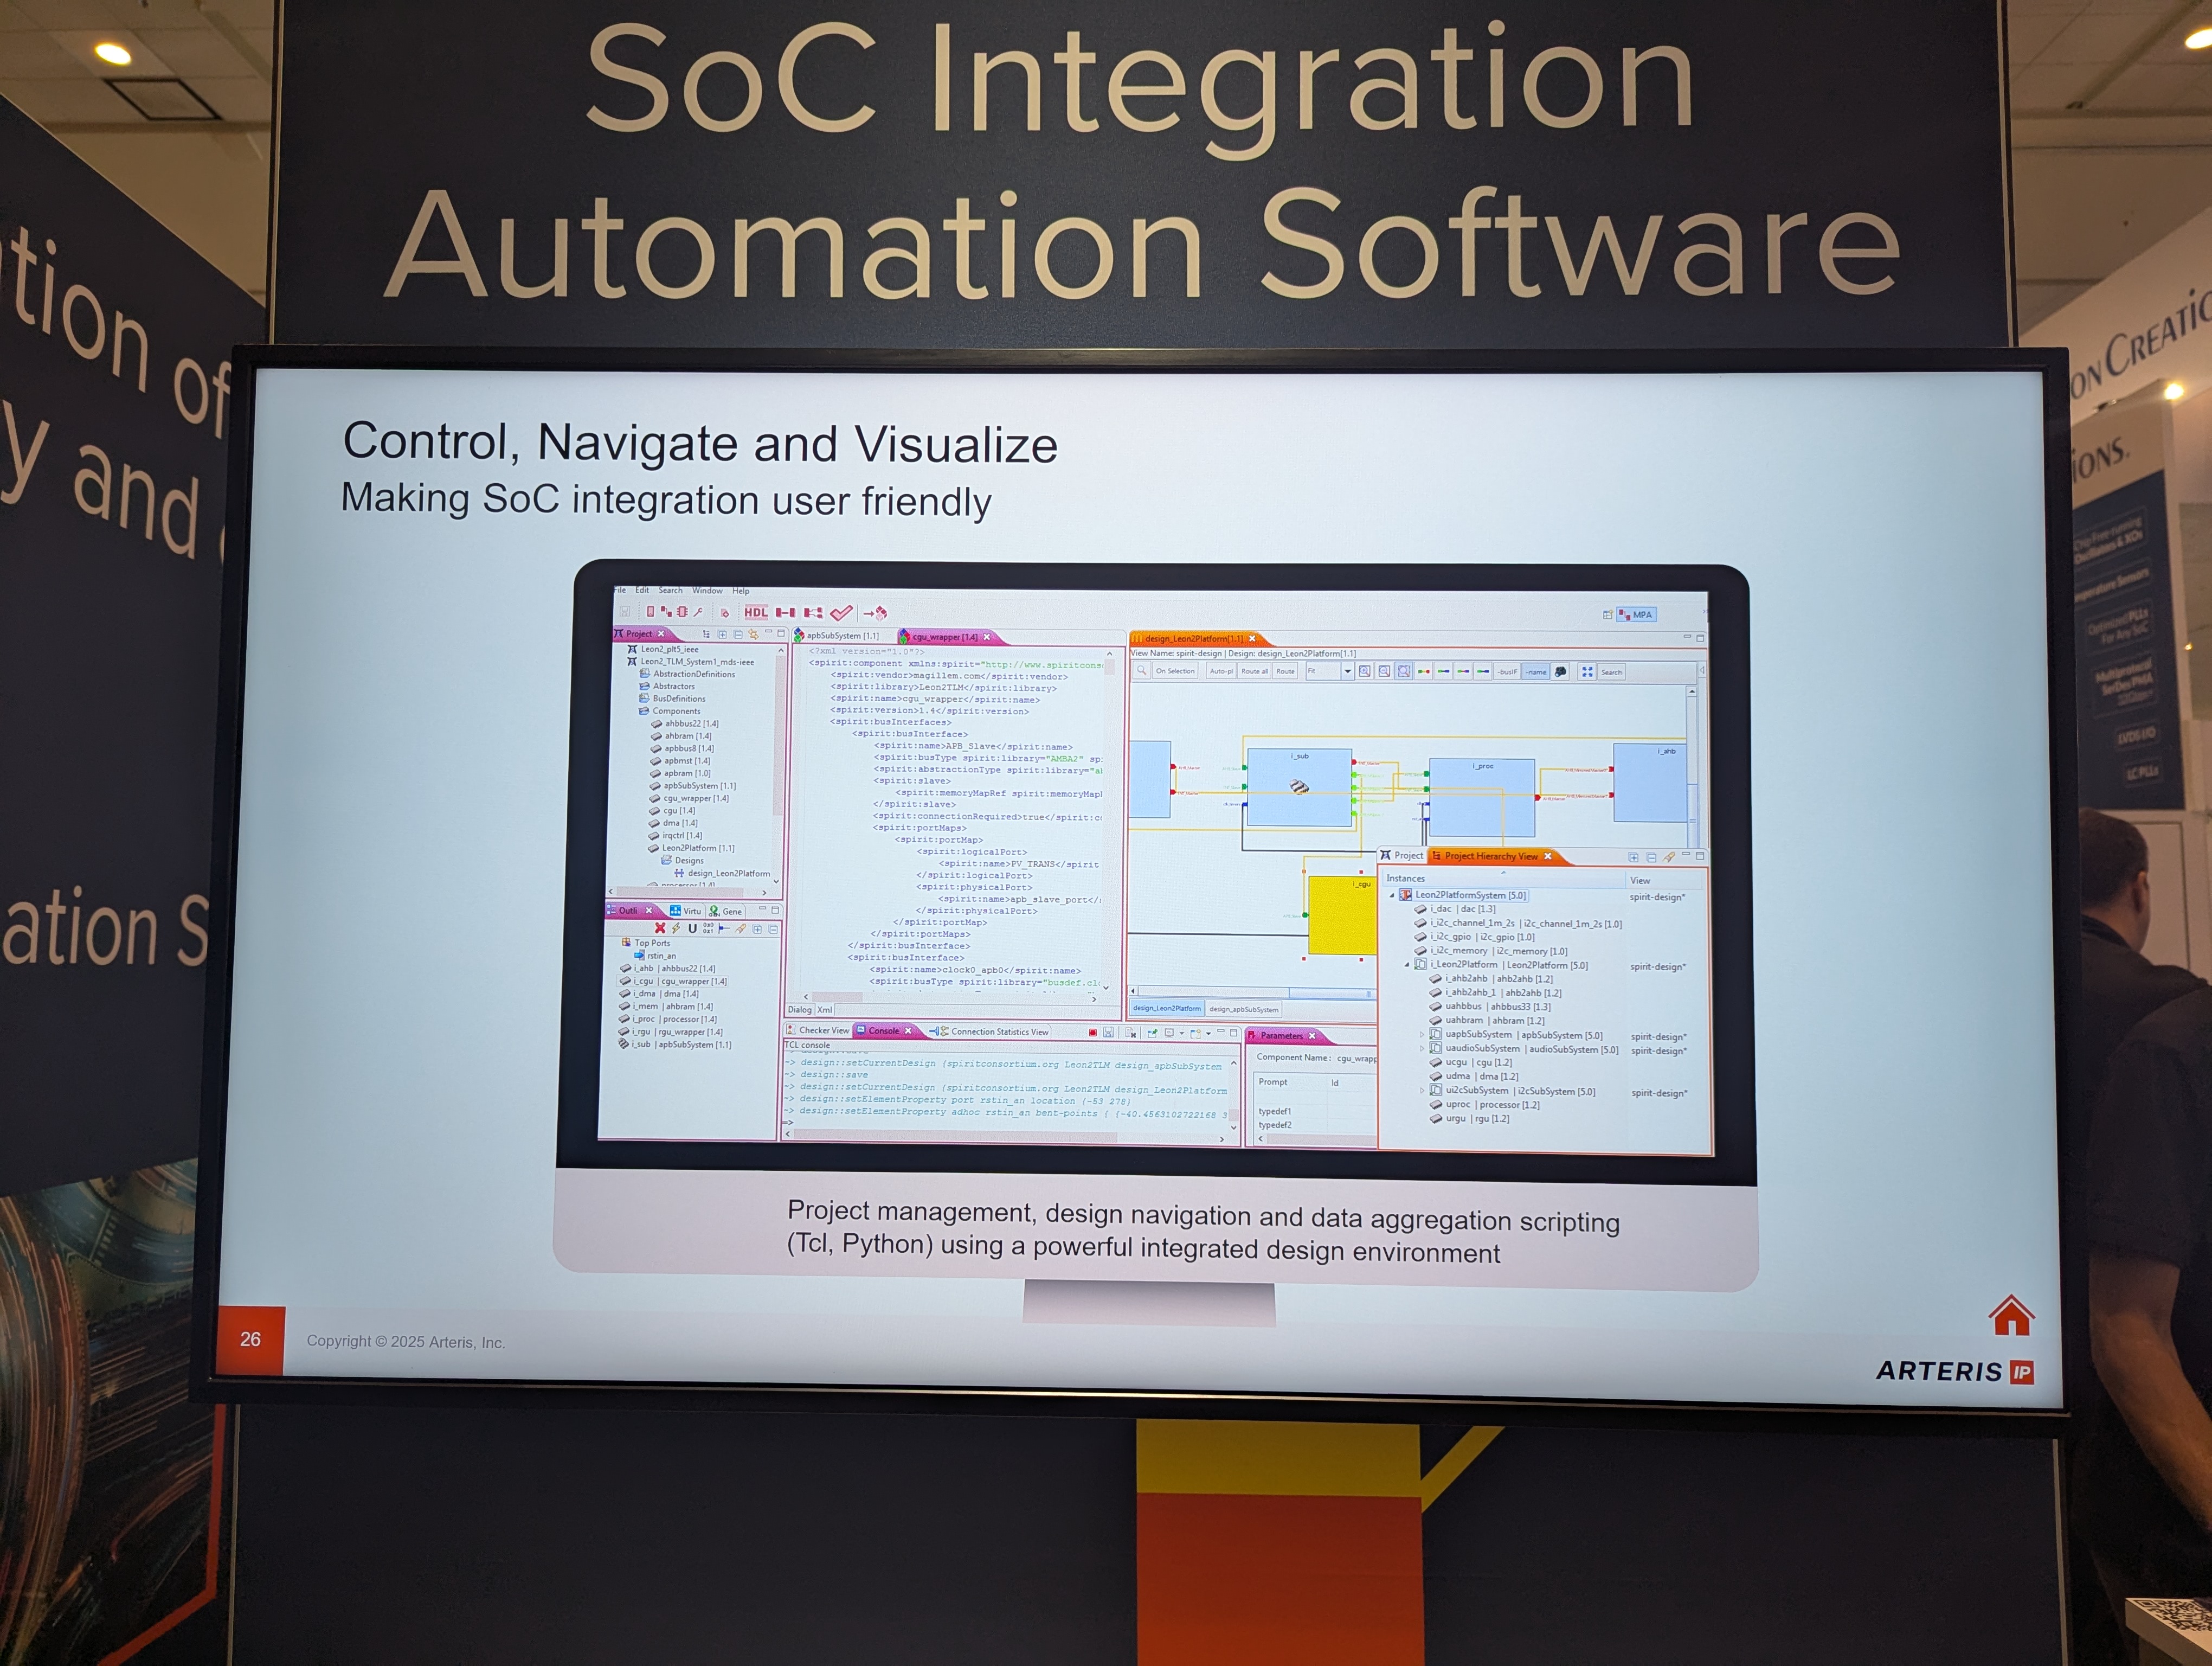 SoC Integration
Automation Software
tion of
y and
ation S
ON CREATIO
IONS.
Control, Navigate and Visualize
Making SoC integration user friendly
File Edit Search Window Help
HDL
MPA
Project
Leon2_plt5_ieee
Leon2_TLM_System1_mds-ieee
AbstractionDefinitions
Abstractors
BusDefinitions
Components
ahbbus22 [1.4]
ahbram [1.4]
apbbus8 [1.4]
apbmst [1.4]
apbram [1.0]
apbSubSystem [1.1]
cgu_wrapper [1.4]
cgu [1.4]
dma [1.4]
irqctrl [1.4]
Leon2Platform [1.1]
Designs
design_Leon2Platform
processor [1.4]
Outli Virtu Gene
Top Ports
rstin_an
i_ahb | ahbbus22 [1.4]
i_cgu | cgu_wrapper [1.4]
i_dma | dma [1.4]
i_mem | ahbram [1.4]
i_proc | processor [1.4]
i_rgu | rgu_wrapper [1.4]
i_sub | apbSubSystem [1.1]
apbSubSystem [1.1] cgu_wrapper [1.4]
<?xml version="1.0"?>
<spirit:component xmlns:spirit="http://www.spiritcons
<spirit:vendor>magillem.com</spirit:vendor>
<spirit:library>Leon2TLM</spirit:library>
<spirit:name>cgu_wrapper</spirit:name>
<spirit:version>1.4</spirit:version>
<spirit:busInterfaces>
<spirit:busInterface>
<spirit:name>APB_Slave</spirit:name>
<spirit:busType spirit:library="AMBA2" sp
<spirit:abstractionType spirit:library="a
<spirit:slave>
<spirit:memoryMapRef spirit:memoryMap
</spirit:slave>
<spirit:connectionRequired>true</spirit:c
<spirit:portMaps>
<spirit:portMap>
<spirit:logicalPort>
<spirit:name>PV_TRANS</spirit
</spirit:logicalPort>
<spirit:physicalPort>
<spirit:name>apb_slave_port</
</spirit:physicalPort>
</spirit:portMap>
</spirit:portMaps>
</spirit:busInterface>
<spirit:busInterface>
<spirit:name>clock0_apb0</spirit:name>
<spirit:busType spirit:library="busdef.cl
Dialog Xml
Checker View Console Connection Statistics View
TCL console
-> design::setCurrentDesign {spiritconsortium.org Leon2TLM design_apbSubSystem
-> design::save
-> design::setCurrentDesign {spiritconsortium.org Leon2TLM design_Leon2Platform
-> design::setElementProperty port rstin_an location {-53 278}
-> design::setElementProperty adhoc rstin_an bent-points { {-40.4563102722168 3
=>
design_Leon2Platform[1.1]
View Name: spirit-design | Design: design_Leon2Platform[1.1]
On Selection Auto-pl Route all Route Fit -busIF -name Search
i_sub
i_proc
i_ahb
i_cgu
design_Leon2Platform design_apbSubSystem
Parameters
Component Name: cgu_wrapp
Prompt Id
typedef1
typedef2
Project Project Hierarchy View
Instances View
Leon2PlatformSystem [5.0] spirit-design*
i_dac | dac [1.3]
i_i2c_channel_1m_2s | i2c_channel_1m_2s [1.0]
i_i2c_gpio | i2c_gpio [1.0]
i_i2c_memory | i2c_memory [1.0]
i_Leon2Platform | Leon2Platform [5.0] spirit-design*
i_ahb2ahb | ahb2ahb [1.2]
i_ahb2ahb_1 | ahb2ahb [1.2]
uahbbus | ahbbus33 [1.3]
uahbram | ahbram [1.2]
uapbSubSystem | apbSubSystem [5.0] spirit-design*
uaudioSubSystem | audioSubSystem [5.0] spirit-design*
ucgu | cgu [1.2]
udma | dma [1.2]
ui2cSubSystem | i2cSubSystem [5.0] spirit-design*
uproc | processor [1.2]
urgu | rgu [1.2]
Project management, design navigation and data aggregation scripting
(Tcl, Python) using a powerful integrated design environment
26
Copyright © 2025 Arteris, Inc.
ARTERIS IP